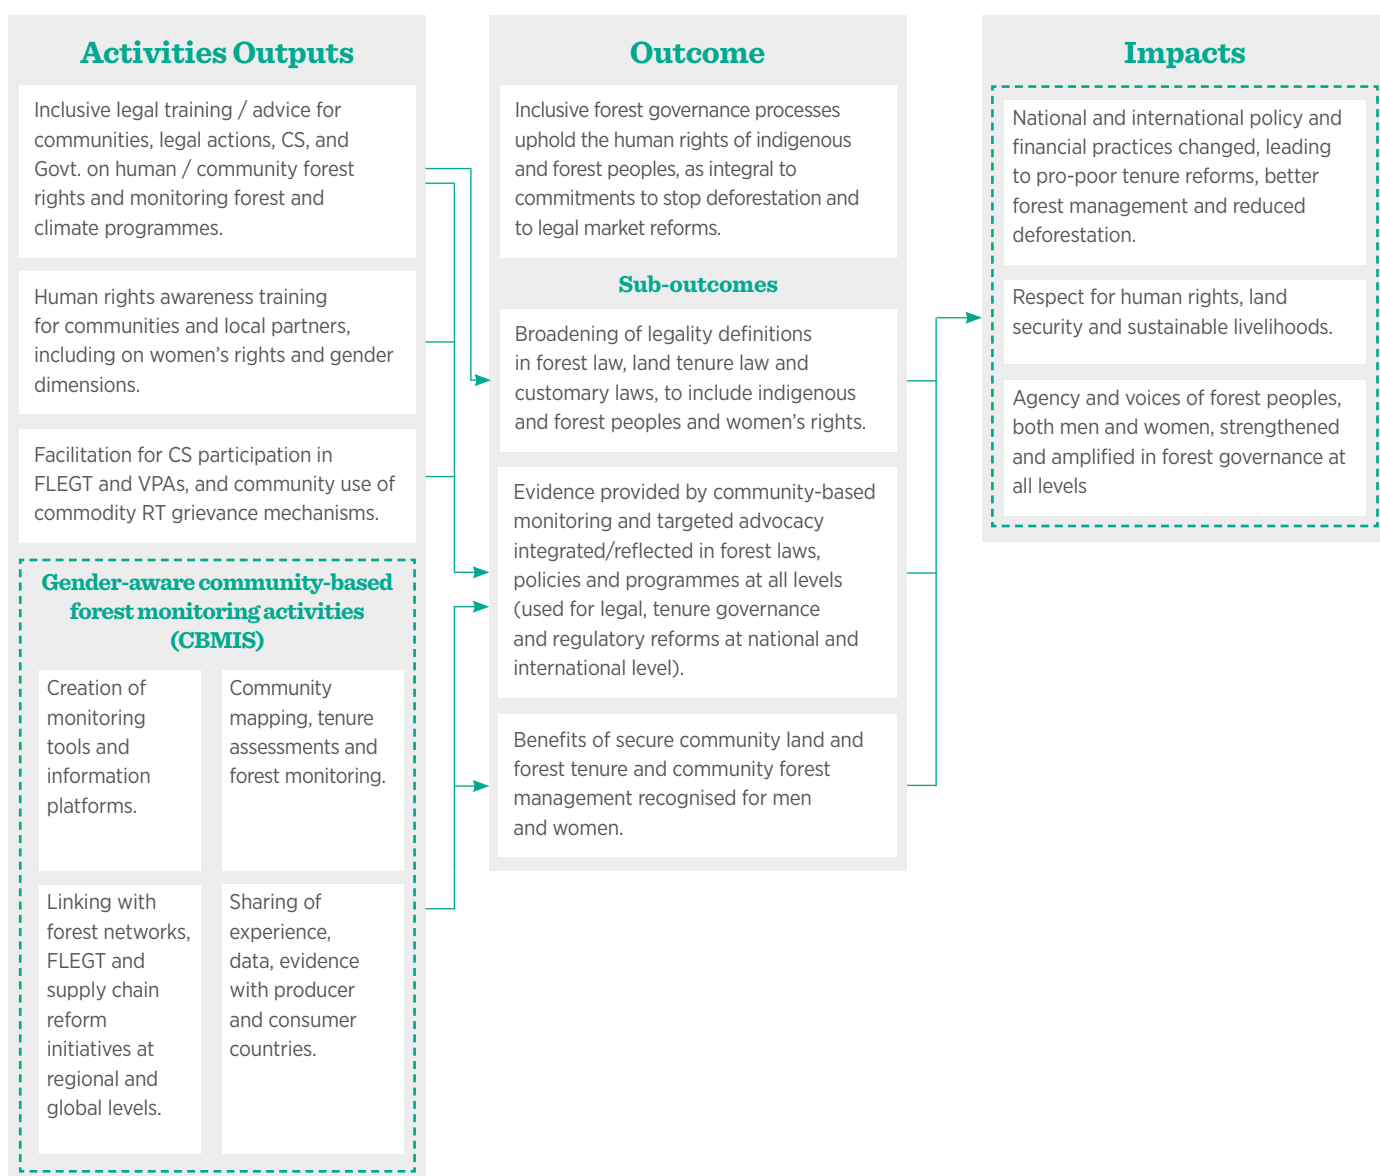 Activities Outputs
Inclusive legal training / advice for
communities, legal actions, CS, and
Govt. on human / community forest
rights and monitoring forest and
climate programmes.
Human rights awareness training
for communities and local partners,
including on women’s rights and gender
dimensions.
Facilitation for CS participation in
FLEGT and VPAs, and community use of
commodity RT grievance mechanisms.
Gender-aware community-based
forest monitoring activities
(CBMIS)
Creation of
monitoring
tools and
information
platforms.
Community
mapping, tenure
assessments and
forest monitoring.
Linking with
forest networks,
FLEGT and
supply chain
reform
initiatives at
regional and
global levels.
Sharing of
experience,
data, evidence
with producer
and consumer
countries.
Outcome
Inclusive forest governance processes
uphold the human rights of indigenous
and forest peoples, as integral to
commitments to stop deforestation and
to legal market reforms.
Sub-outcomes
Broadening of legality definitions
in forest law, land tenure law and
customary laws, to include indigenous
and forest peoples and women’s rights.
Evidence provided by community-based
monitoring and targeted advocacy
integrated/reflected in forest laws,
policies and programmes at all levels
(used for legal, tenure governance
and regulatory reforms at national and
international level).
Benefits of secure community land and
forest tenure and community forest
management recognised for men
and women.
Impacts
National and international policy and
financial practices changed, leading
to pro-poor tenure reforms, better
forest management and reduced
deforestation.
Respect for human rights, land
security and sustainable livelihoods.
Agency and voices of forest peoples,
both men and women, strengthened
and amplified in forest governance at
all levels